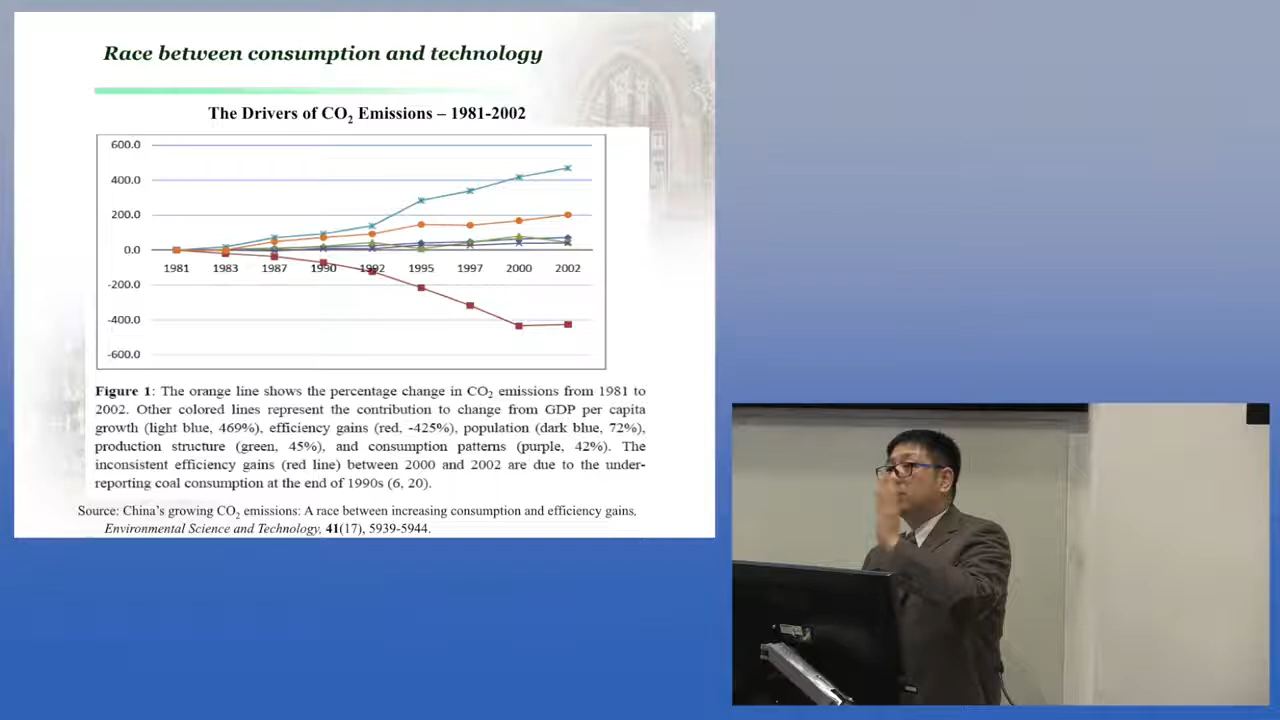 Race between consumption and technology
The Drivers of CO2 Emissions – 1981-2002
600.0
400.0
200.0
0.0
1981 1983 1987 1990 1992 1995 1997 2000 2002
-200.0
-400.0
-600.0
Figure 1: The orange line shows the percentage change in CO2 emissions from 1981 to
2002. Other colored lines represent the contribution to change from GDP per capita
growth (light blue, 469%), efficiency gains (red, -425%), population (dark blue, 72%),
production structure (green, 45%), and consumption patterns (purple, 42%). The
inconsistent efficiency gains (red line) between 2000 and 2002 are due to the under-
reporting coal consumption at the end of 1990s (6, 20).
Source: China's growing CO2 emissions: A race between increasing consumption and efficiency gains,
Environmental Science and Technology, 41(17), 5939-5944.